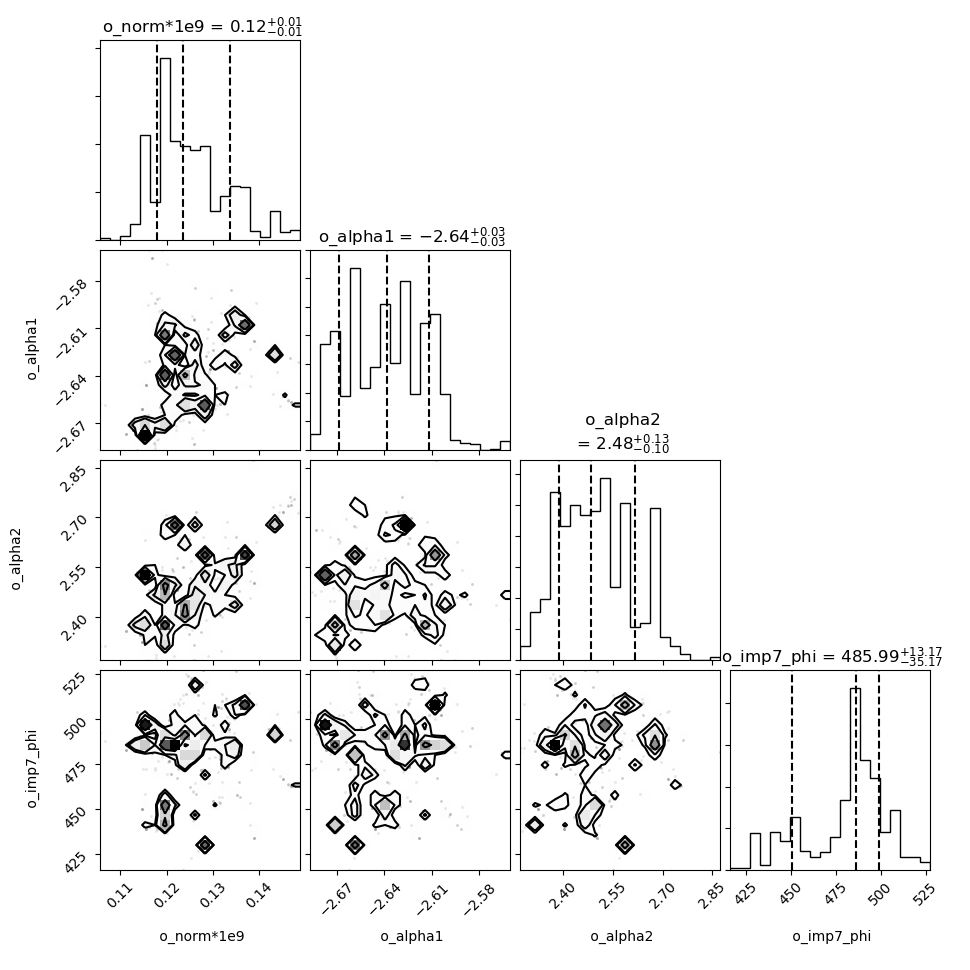 o_norm*1e9 = 0.12+0.01−0.01
o_alpha1 = −2.64+0.03−0.03
−2.58
−2.61
−2.64
−2.67
o_alpha1
o_alpha2
= 2.48+0.13−0.10
2.85
2.70
2.55
2.40
o_alpha2
o_imp7_phi = 485.99+13.17−35.17
525
500
475
450
425
o_imp7_phi
0.11 0.12 0.13 0.14
−2.67 −2.64 −2.61 −2.58
2.40 2.55 2.70 2.85
425 450 475 500 525
o_norm*1e9 o_alpha1 o_alpha2 o_imp7_phi